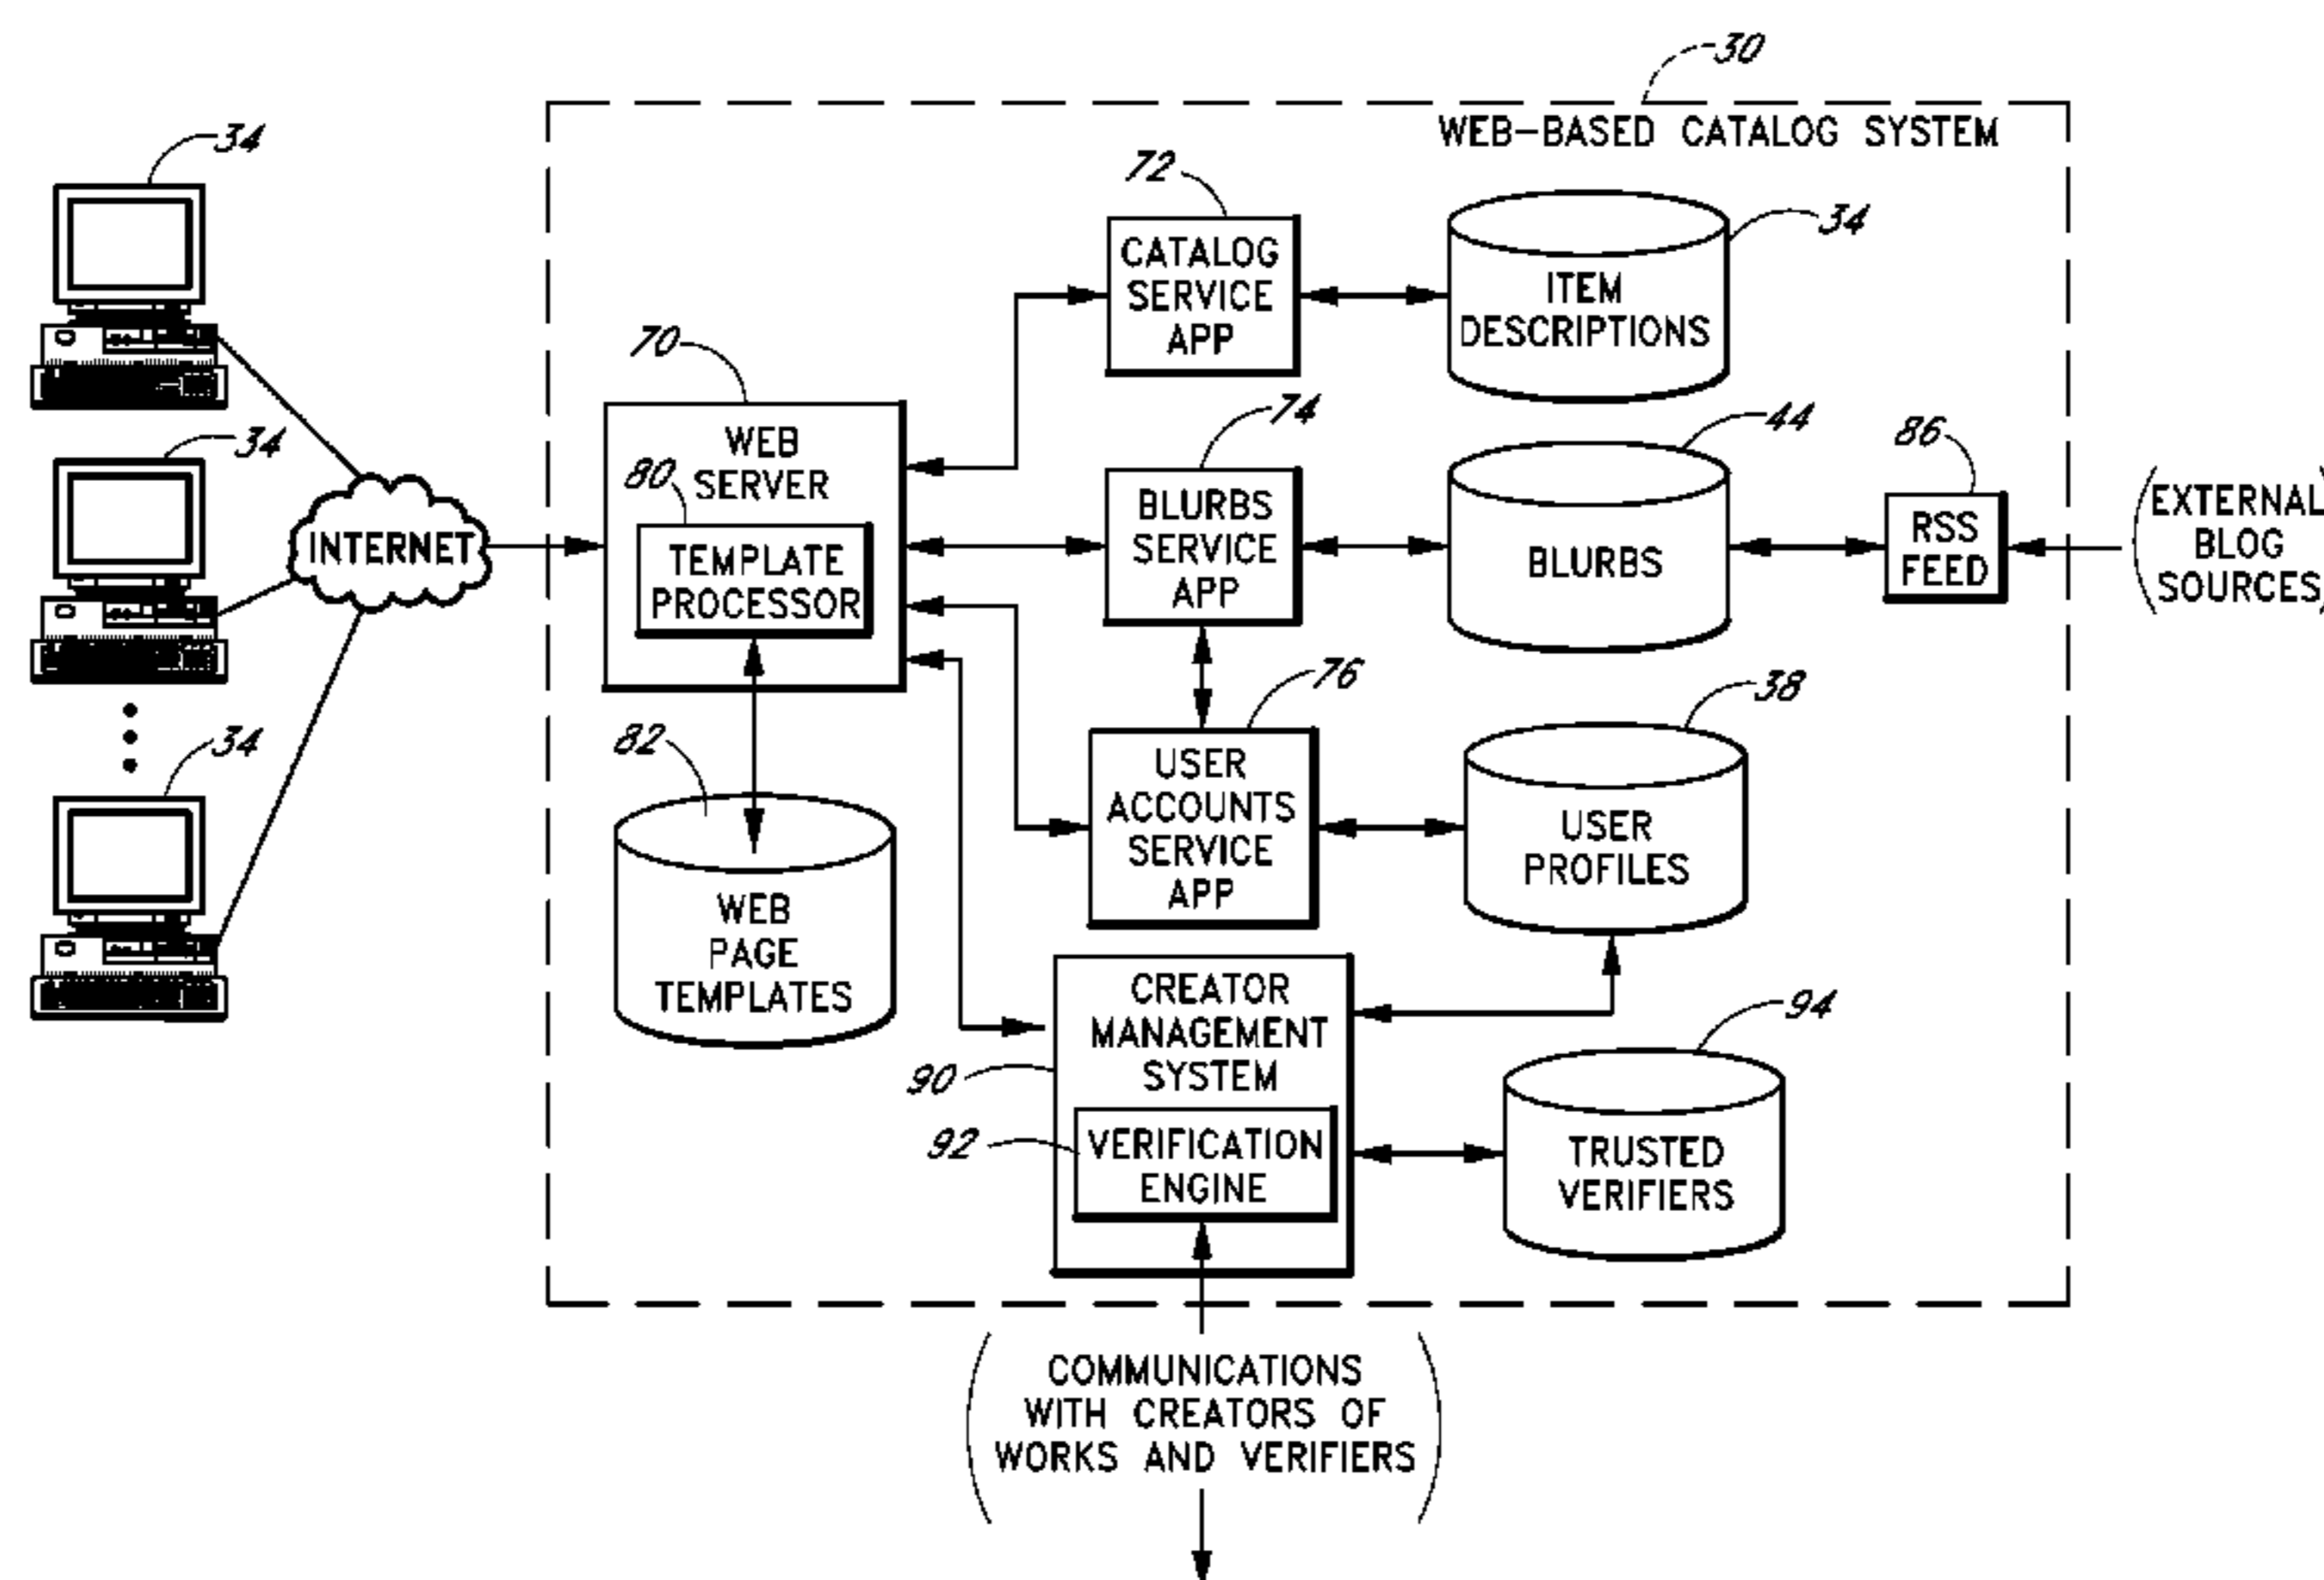 30
WEB-BASED CATALOG SYSTEM
34
72
34
CATALOG
SERVICE
APP
ITEM
DESCRIPTIONS
70
WEB
SERVER
80
TEMPLATE
PROCESSOR
34
INTERNET
74
BLURBS
SERVICE
APP
44
BLURBS
86
RSS
FEED
(EXTERNAL
BLOG
SOURCES)
76
USER
ACCOUNTS
SERVICE
APP
38
USER
PROFILES
34
82
WEB
PAGE
TEMPLATES
90
CREATOR
MANAGEMENT
SYSTEM
92
VERIFICATION
ENGINE
94
TRUSTED
VERIFIERS
(COMMUNICATIONS
WITH CREATORS OF
WORKS AND VERIFIERS)